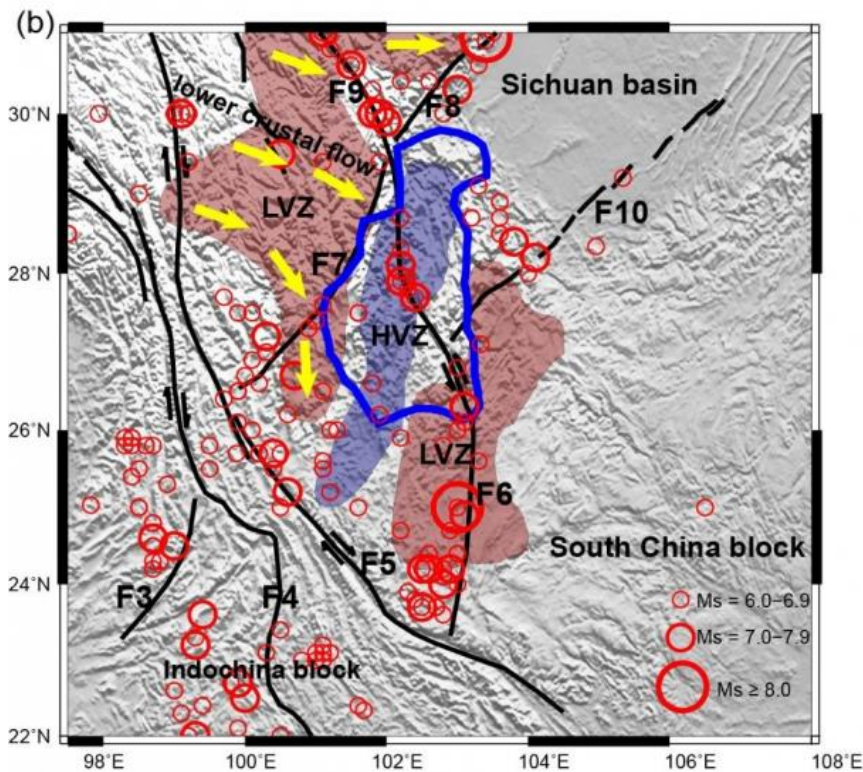 (b)
Sichuan basin
F9
F8
30°N
lower crustal flow
LVZ
F10
F7
28°N
HVZ
26°N
LVZ
F6
South China block
F5
24°N
Ms = 6.0–6.9
F3
F4
Ms = 7.0–7.9
Indochina block
Ms ≥ 8.0
22°N
98°E 100°E 102°E 104°E 106°E 108°E